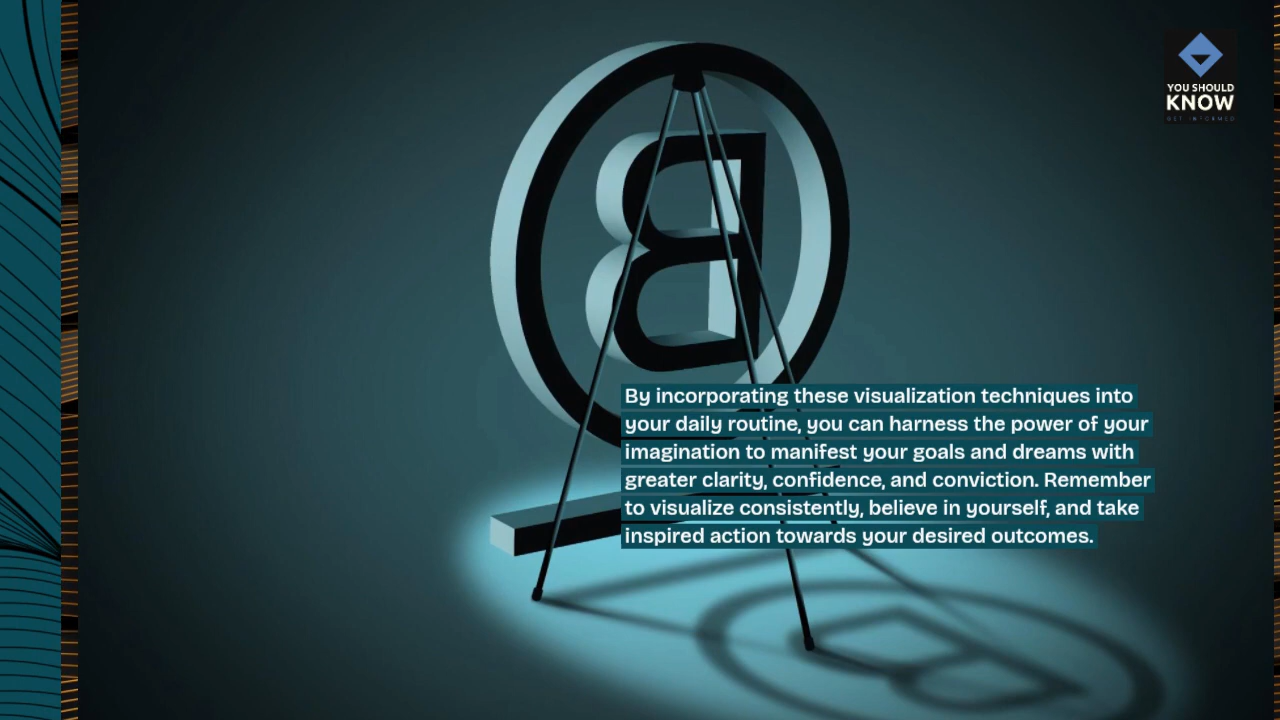 YOU SHOULD
KNOW
GET INFORMED
B
By incorporating these visualization techniques into
your daily routine, you can harness the power of your
imagination to manifest your goals and dreams with
greater clarity, confidence, and conviction. Remember
to visualize consistently, believe in yourself, and take
inspired action towards your desired outcomes.